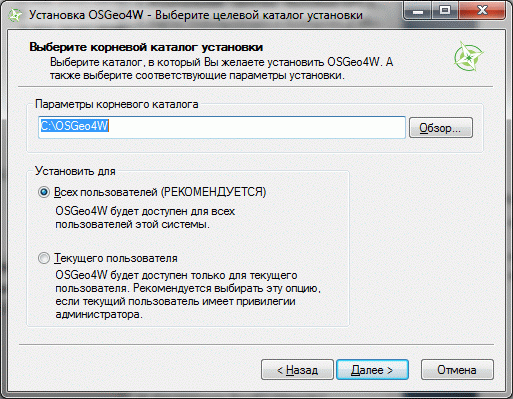 Установка OSGeo4W - Выберите целевой каталог установки
Выберите корневой каталог установки
Выберите каталог, в который Вы желаете установить OSGeo4W. А
также выберите соответствующие параметры установки.
Параметры корневого каталога
C:\OSGeo4W
Обзор...
Установить для
Всех пользователей (РЕКОМЕНДУЕТСЯ)
OSGeo4W будет доступен для всех
пользователей этой системы.
Текущего пользователя
OSGeo4W будет доступен только для текущего
пользователя. Рекомендуется выбирать эту опцию,
если текущий пользователь имеет привилегии
администратора.
< Назад
Далее >
Отмена